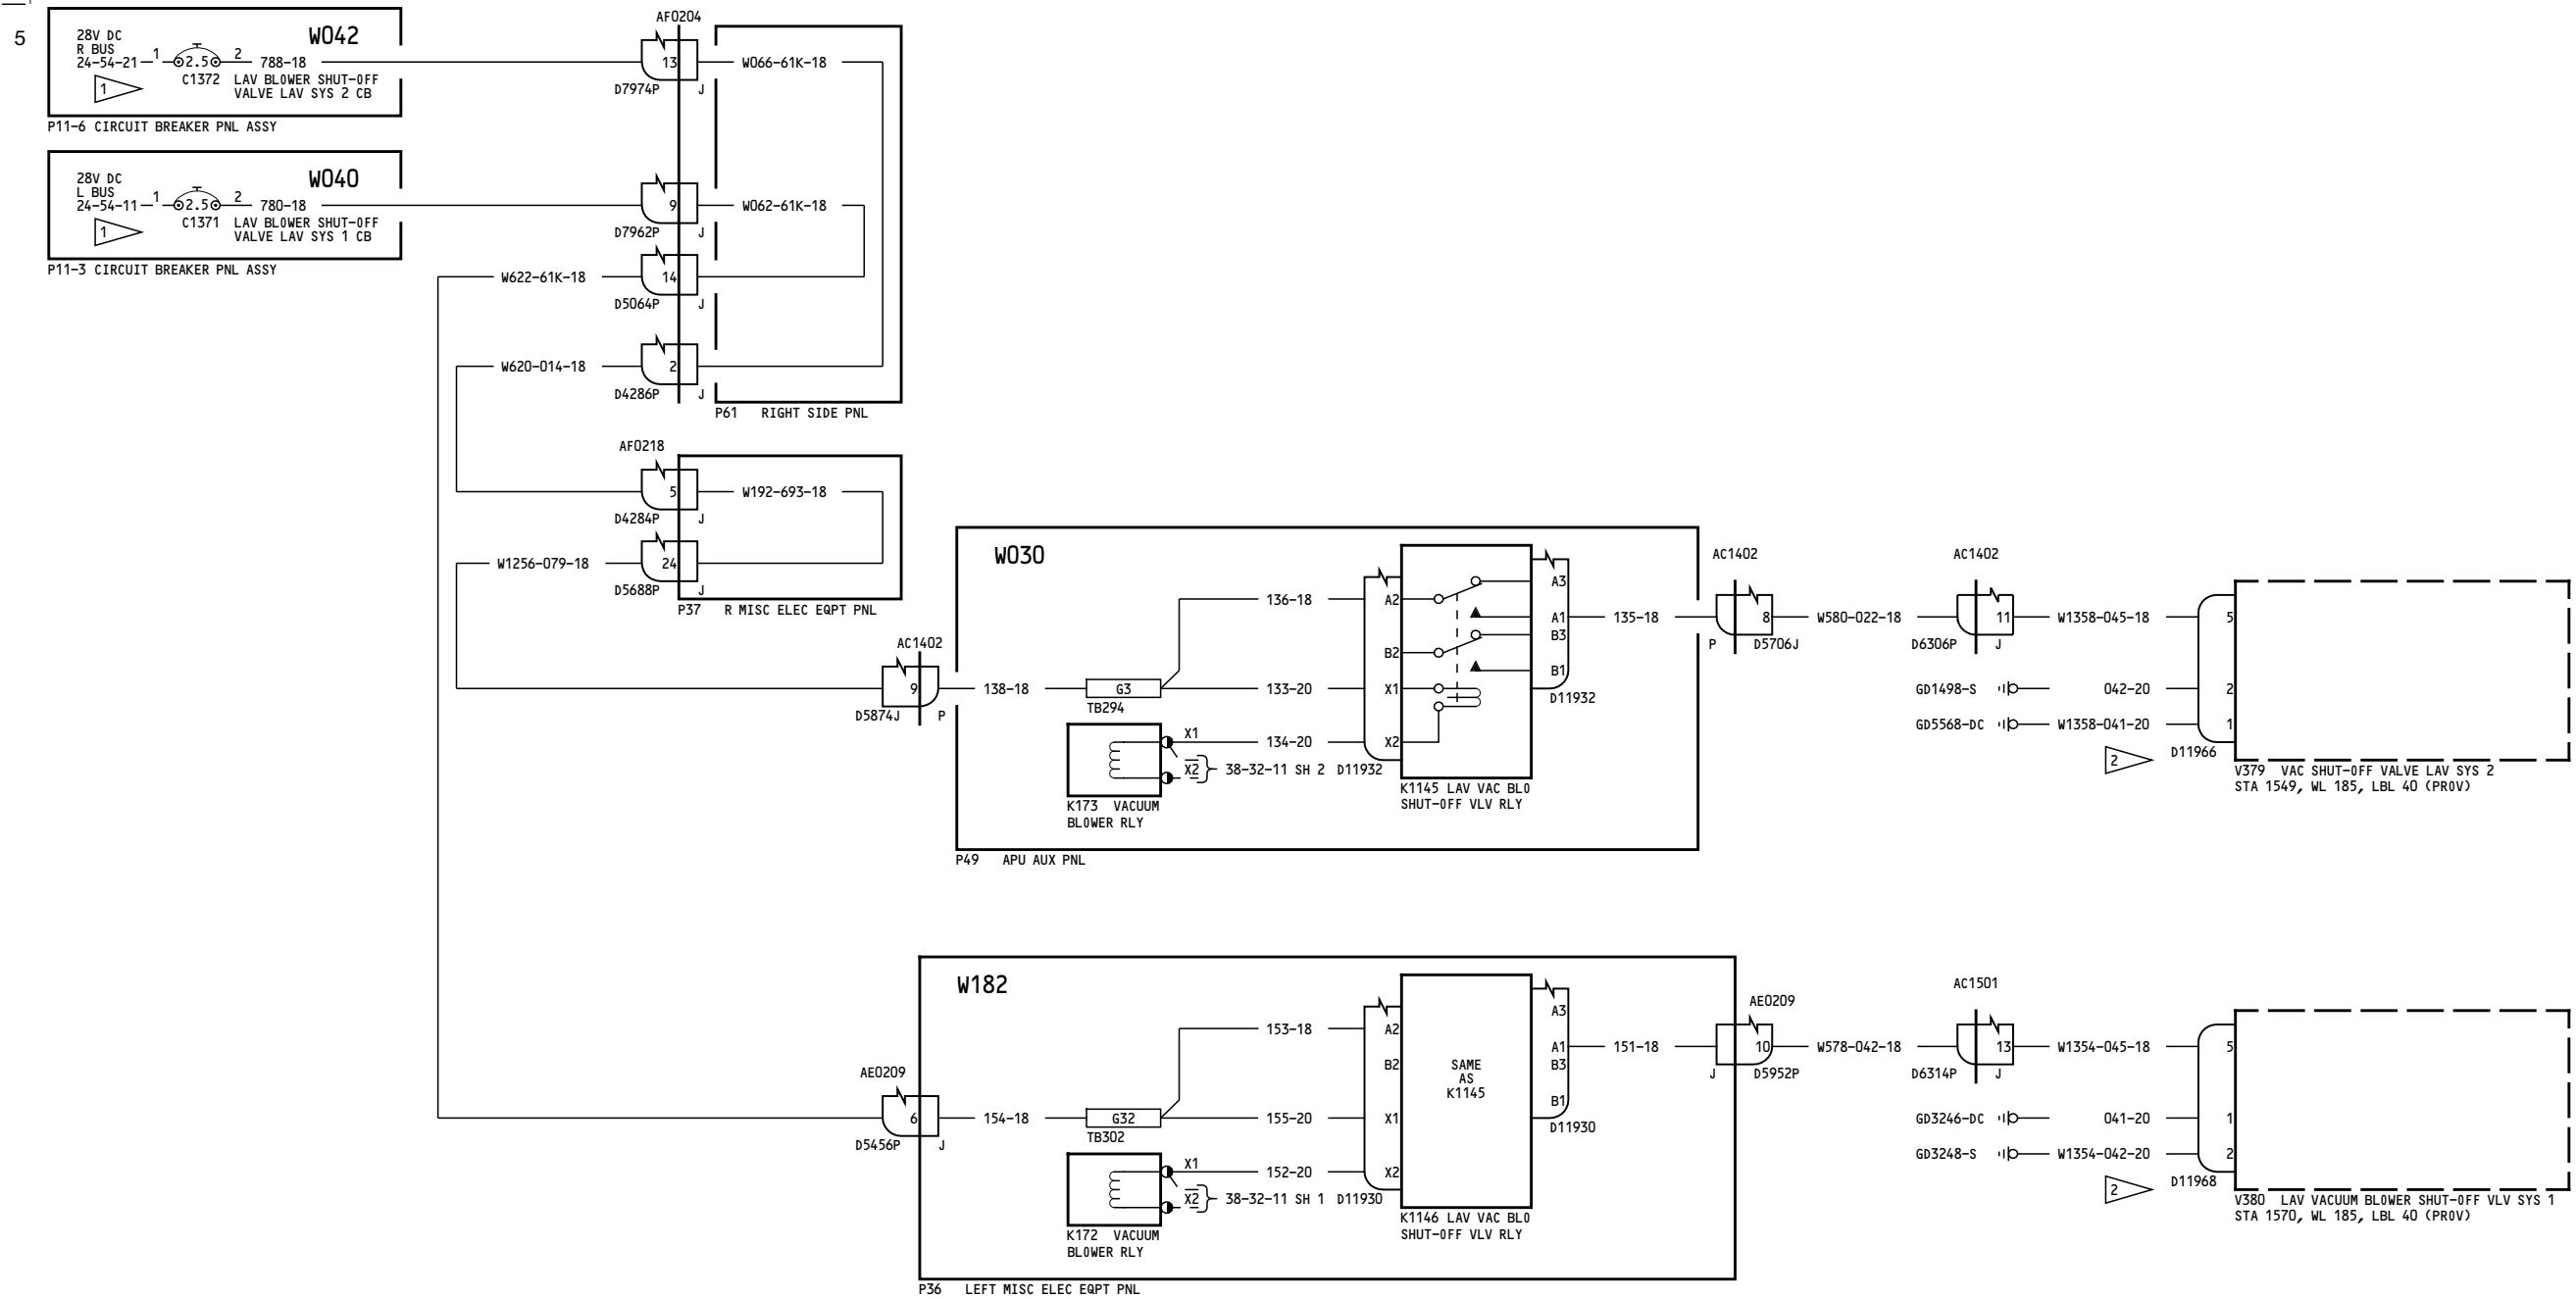 5
28V DC
R BUS
24-54-21
1
2.5
2
788-18
W042
C1372
LAV BLOWER SHUT-OFF
VALVE LAV SYS 2 CB
1
P11-6 CIRCUIT BREAKER PNL ASSY
28V DC
L BUS
24-54-11
1
2.5
2
780-18
W040
C1371
LAV BLOWER SHUT-OFF
VALVE LAV SYS 1 CB
1
P11-3 CIRCUIT BREAKER PNL ASSY
AF0204
13
D7974P
J
W066-61K-18
9
D7962P
J
W062-61K-18
W622-61K-18
14
D5064P
J
W620-014-18
2
D4286P
J
P61 RIGHT SIDE PNL
AF0218
5
D4284P
J
W192-693-18
W1256-079-18
24
D5688P
J
P37 R MISC ELEC EQPT PNL
AC1402
9
D5874J
P
W030
138-18
G3
TB294
136-18
133-20
134-20
X1
X2
38-32-11 SH 2
D11932
K173 VACUUM
BLOWER RLY
A2
B2
X1
X2
A3
A1
B3
B1
D11932
K1145 LAV VAC BLO
SHUT-OFF VLV RLY
135-18
P49 APU AUX PNL
AC1402
8
P
D5706J
W580-022-18
AC1402
11
D6306P
J
W1358-045-18
5
GD1498-S
042-20
2
GD5568-DC
W1358-041-20
1
2
D11966
V379 VAC SHUT-OFF VALVE LAV SYS 2
STA 1549, WL 185, LBL 40 (PROV)
AE0209
6
D5456P
J
W182
154-18
G32
TB302
153-18
155-20
152-20
X1
X2
38-32-11 SH 1
D11930
K172 VACUUM
BLOWER RLY
A2
B2
X1
X2
SAME
AS
K1145
A3
A1
B3
B1
D11930
K1146 LAV VAC BLO
SHUT-OFF VLV RLY
151-18
P36 LEFT MISC ELEC EQPT PNL
AE0209
10
J
D5952P
W578-042-18
AC1501
13
D6314P
J
W1354-045-18
5
GD3246-DC
041-20
1
GD3248-S
W1354-042-20
2
2
D11968
V380 LAV VACUUM BLOWER SHUT-OFF VLV SYS 1
STA 1570, WL 185, LBL 40 (PROV)